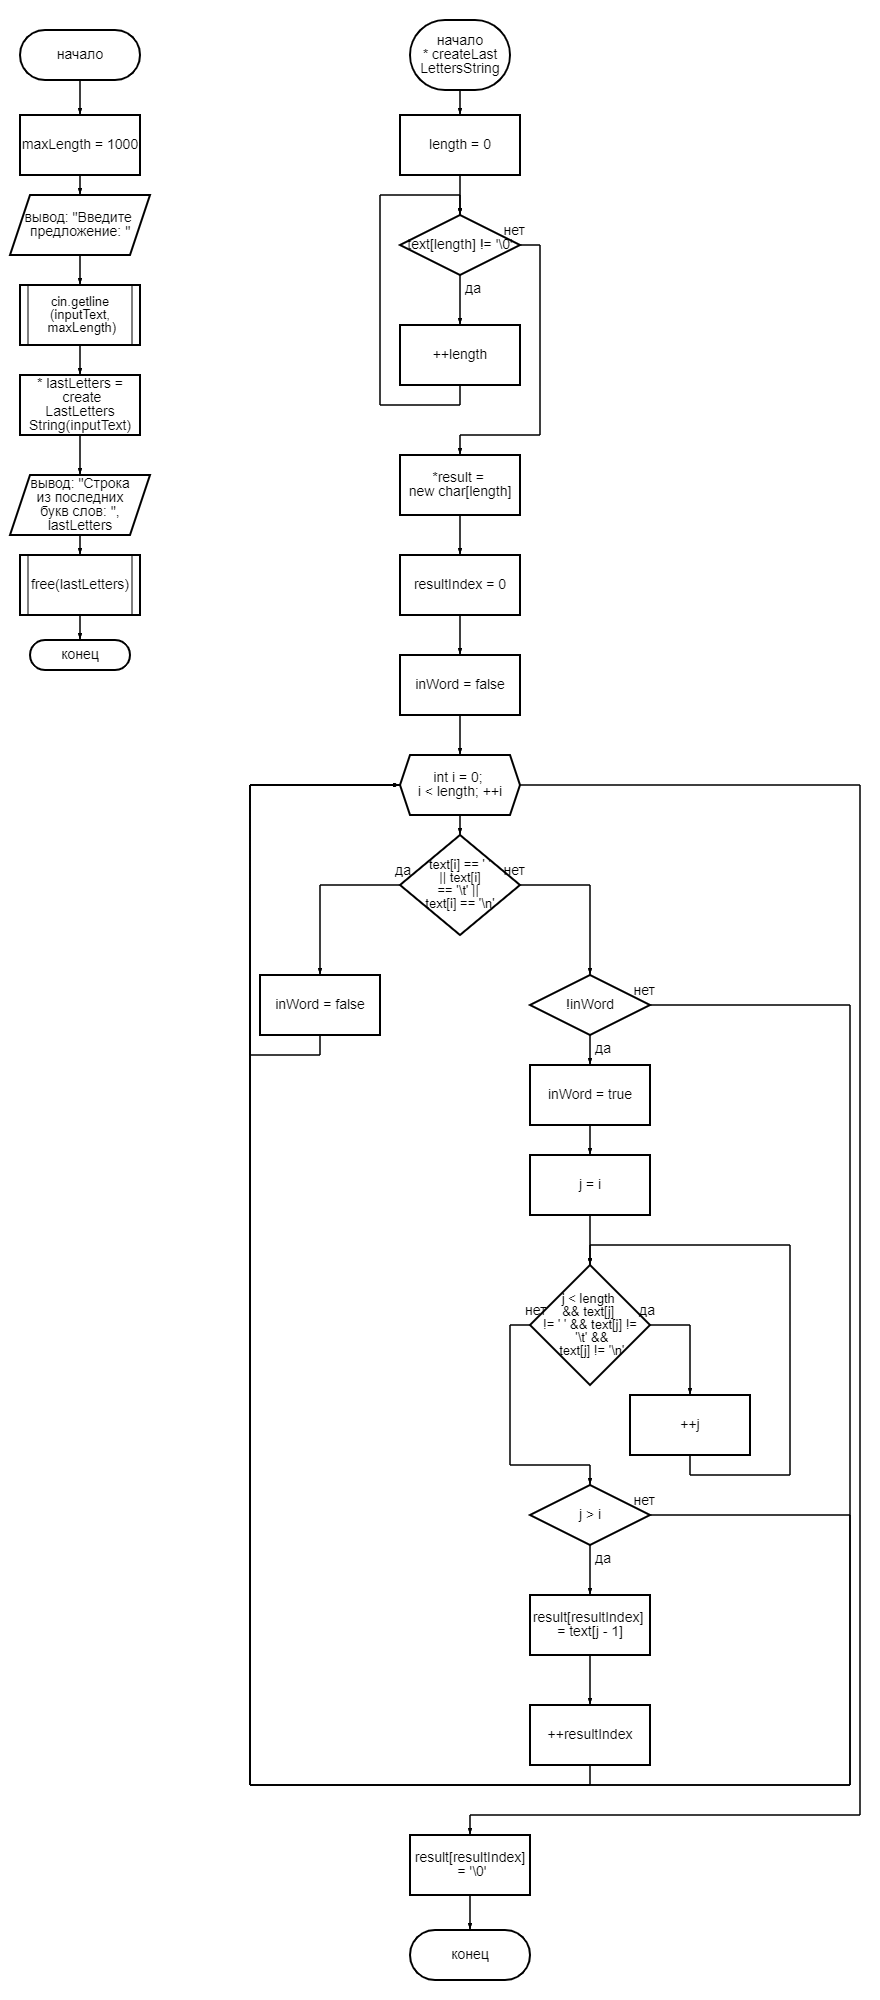 начало
maxLength = 1000
вывод: "Введите
предложение: "
cin.getline
(inputText,
maxLength)
* lastLetters =
create
LastLetters
String(inputText)
вывод: "Строка
из последних
букв слов: ",
lastLetters
free(lastLetters)
конец
начало
* createLast
LettersString
length = 0
text[length] != '\0'
нет
да
++length
*result =
new char[length]
resultIndex = 0
inWord = false
int i = 0;
i < length; ++i
да
text[i] == ' '
|| text[i]
== '\t' ||
text[i] == '\n'
нет
inWord = false
!inWord
нет
да
inWord = true
j = i
нет
j < length
&& text[j]
!= ' ' && text[j] !=
'\t' &&
text[j] != '\n'
да
++j
j > i
нет
да
result[resultIndex]
= text[j - 1]
++resultIndex
result[resultIndex]
= '\0'
конец